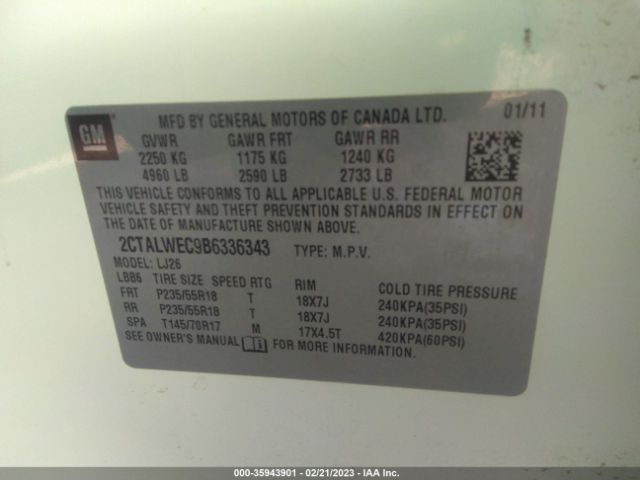 GM
MFD BY GENERAL MOTORS OF CANADA LTD. 01/11
GVWR GAWR FRT GAWR RR
2250 KG 1175 KG 1240 KG
4960 LB 2590 LB 2733 LB
THIS VEHICLE CONFORMS TO ALL APPLICABLE U.S. FEDERAL MOTOR
VEHICLE SAFETY AND THEFT PREVENTION STANDARDS IN EFFECT ON
THE DATE OF MANUFACTURE SHOWN ABOVE.
2CTALWEC9B6336343 TYPE: M.P.V.
MODEL: LJ26
LBB6 TIRE SIZE SPEED RTG RIM COLD TIRE PRESSURE
FRT P235/55R18 T 18X7J 240KPA(35PSI)
RR P235/55R18 T 18X7J 240KPA(35PSI)
SPA T145/70R17 M 17X4.5T 420KPA(60PSI)
SEE OWNER'S MANUAL FOR MORE INFORMATION.
000-35943901 - 02/21/2023 - IAA Inc.